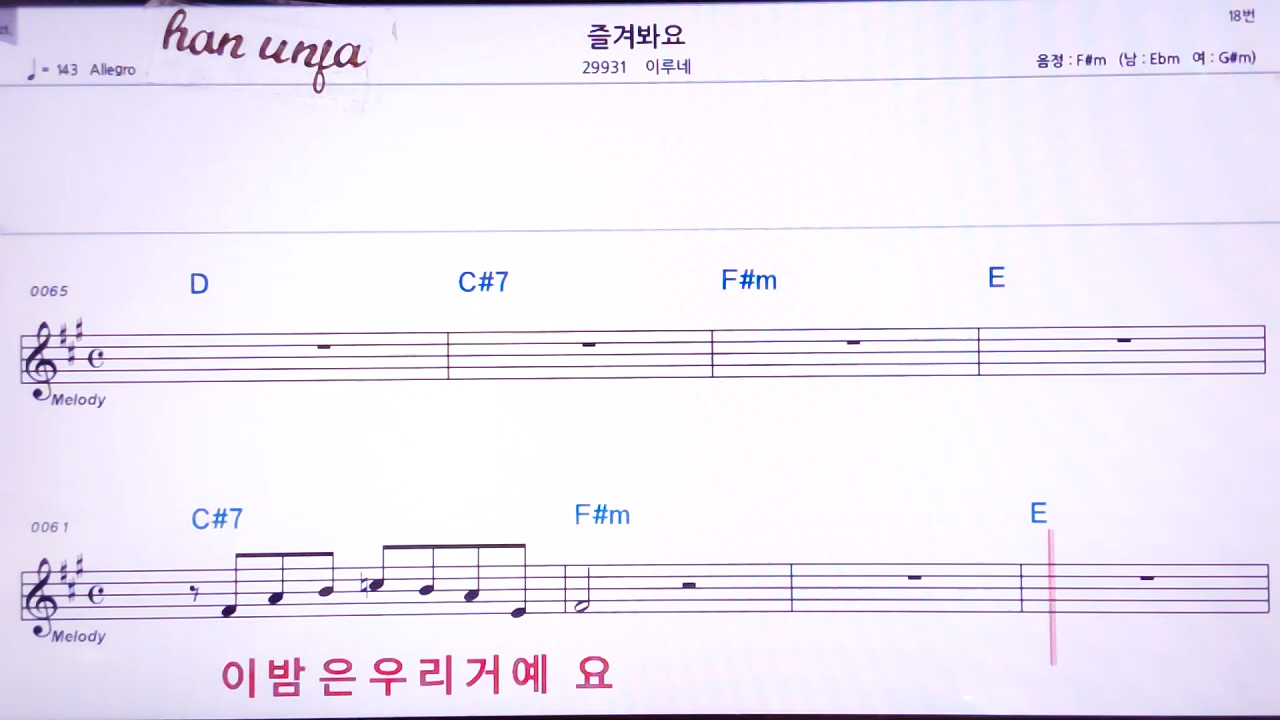 han unfa
즐겨봐요
18번
♩= 143 Allegro
29931 이루네
음정 : F#m (남 : Ebm 여 : G#m)
0065
D C#7 F#m E
Melody
0061
C#7 F#m E
Melody
이밤은우리거예 요